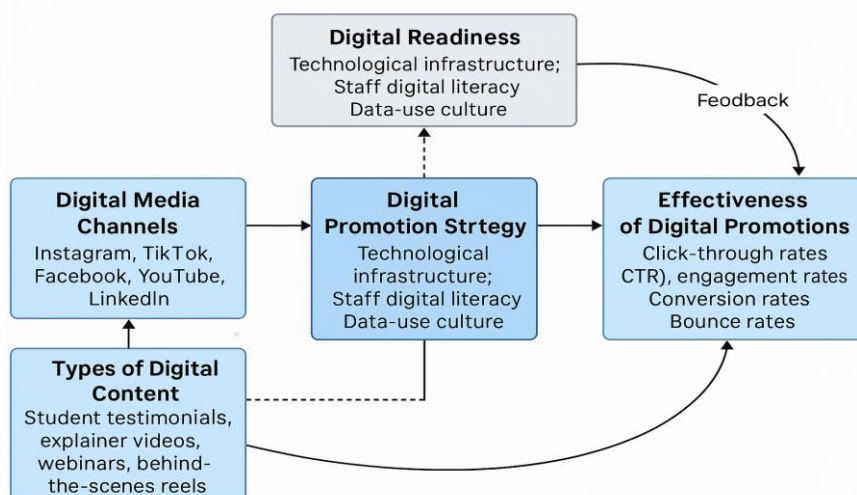 Digital Readiness
Technological infrastructure;
Staff digital literacy
Data-use culture
Feodback
Digital Media
Channels
Instagram, TikTok,
Facebook, YouTube,
LinkedIn
Digital
Promotion Strtegy
Technological
infrastructure;
Staff digital literacy
Data-use culture
Effectiveness
of Digital Promotions
Click-through rates
CTR), engagement rates
Conversion rates
Bounce rates
Types of Digital
Content
Student testimonials,
explainer videos,
webinars, behind-
the-scenes reels